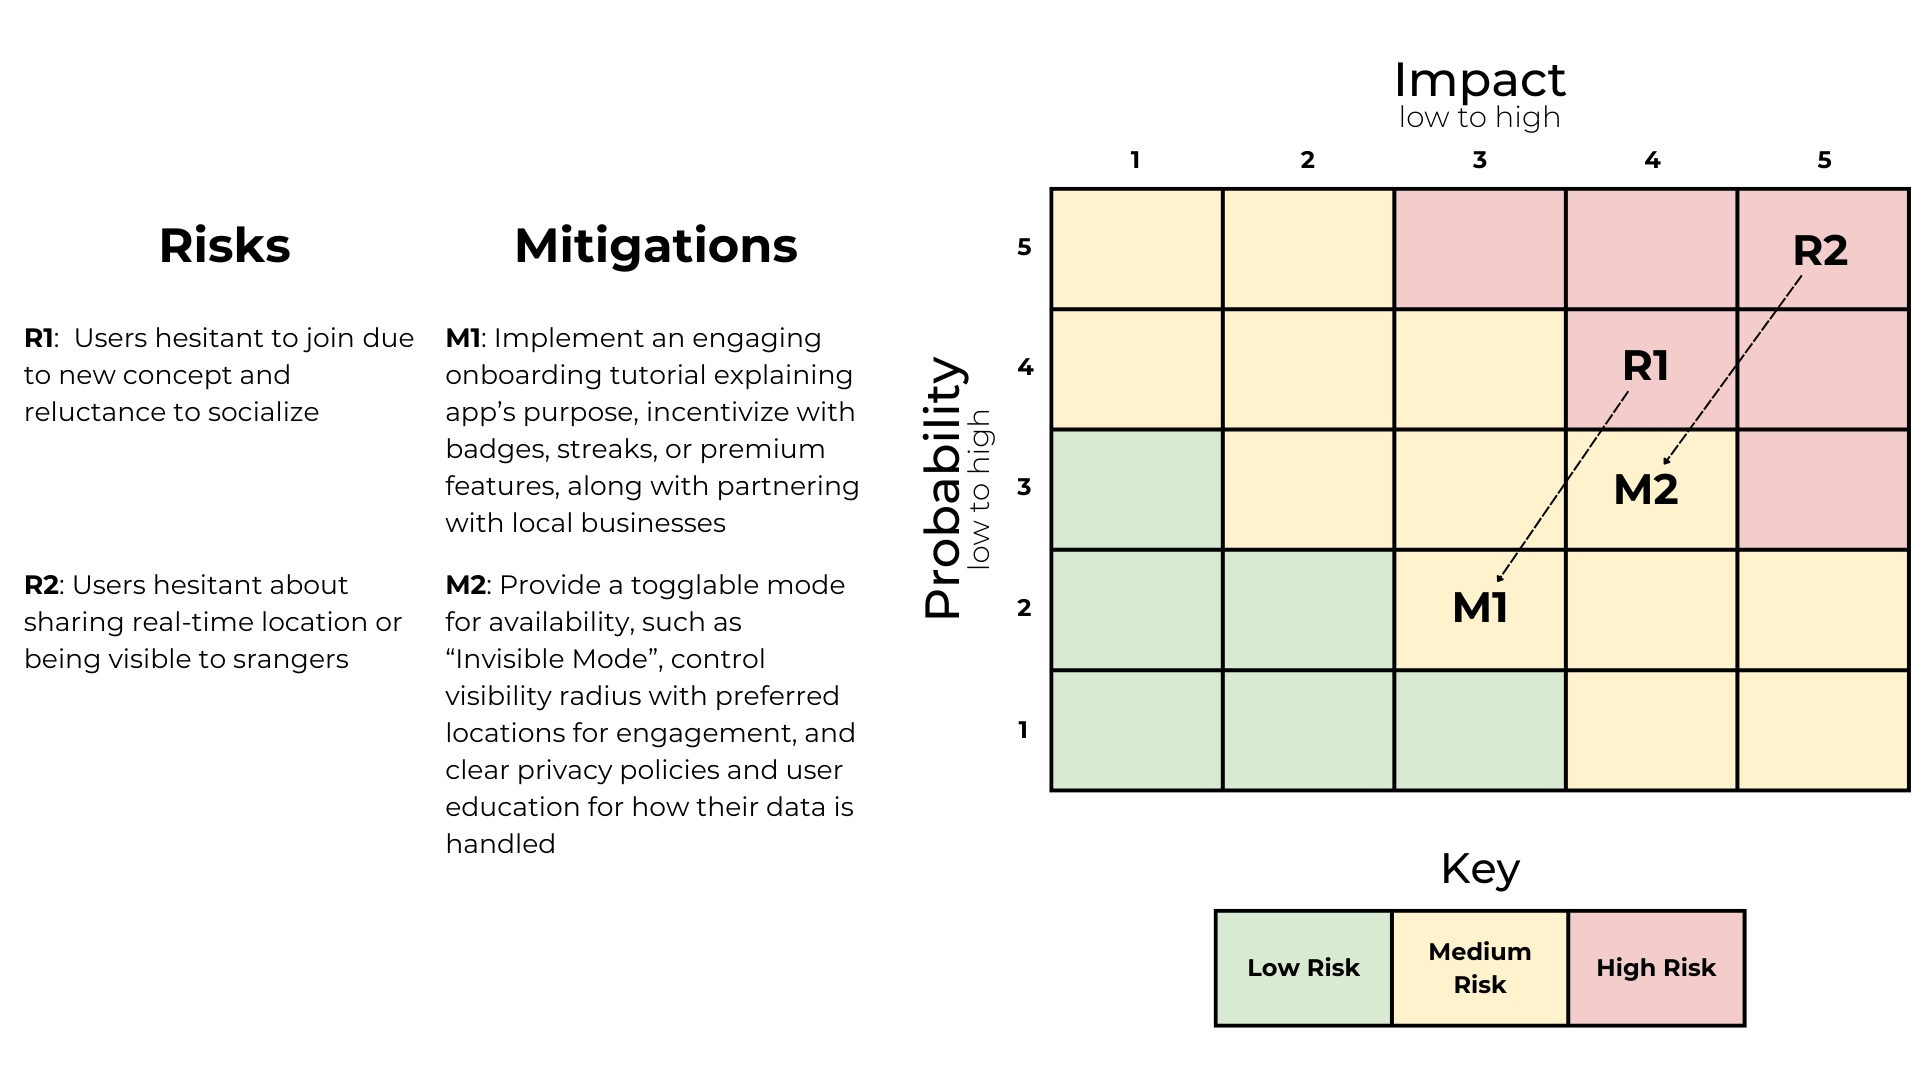 Risks
Mitigations
R1:  Users hesitant to join due
to new concept and
reluctance to socialize
M1: Implement an engaging
onboarding tutorial explaining
app’s purpose, incentivize with
badges, streaks, or premium
features, along with partnering
with local businesses
R2: Users hesitant about
sharing real-time location or
being visible to srangers
M2: Provide a togglable mode
for availability, such as
“Invisible Mode”, control
visibility radius with preferred
locations for engagement, and
clear privacy policies and user
education for how their data is
handled
Impact
low to high
1 2 3 4 5
Probability
low to high
5 R2
4 R1
3 M2
2 M1
1
Key
Low Risk
Medium
Risk
High Risk